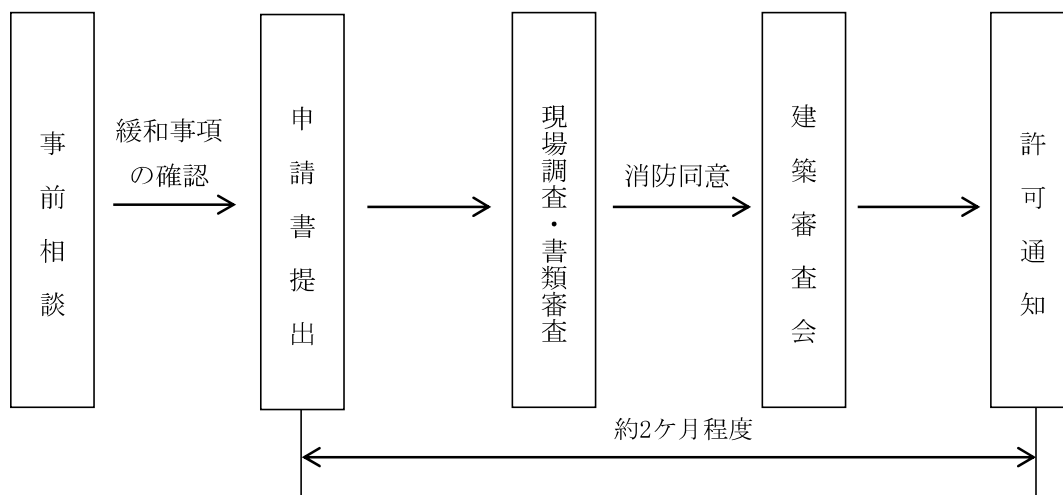 事前相談
緩和事項
の確認
申請書提出
現場調査・書類審査
消防同意
建築審査会
許可通知
約2ケ月程度